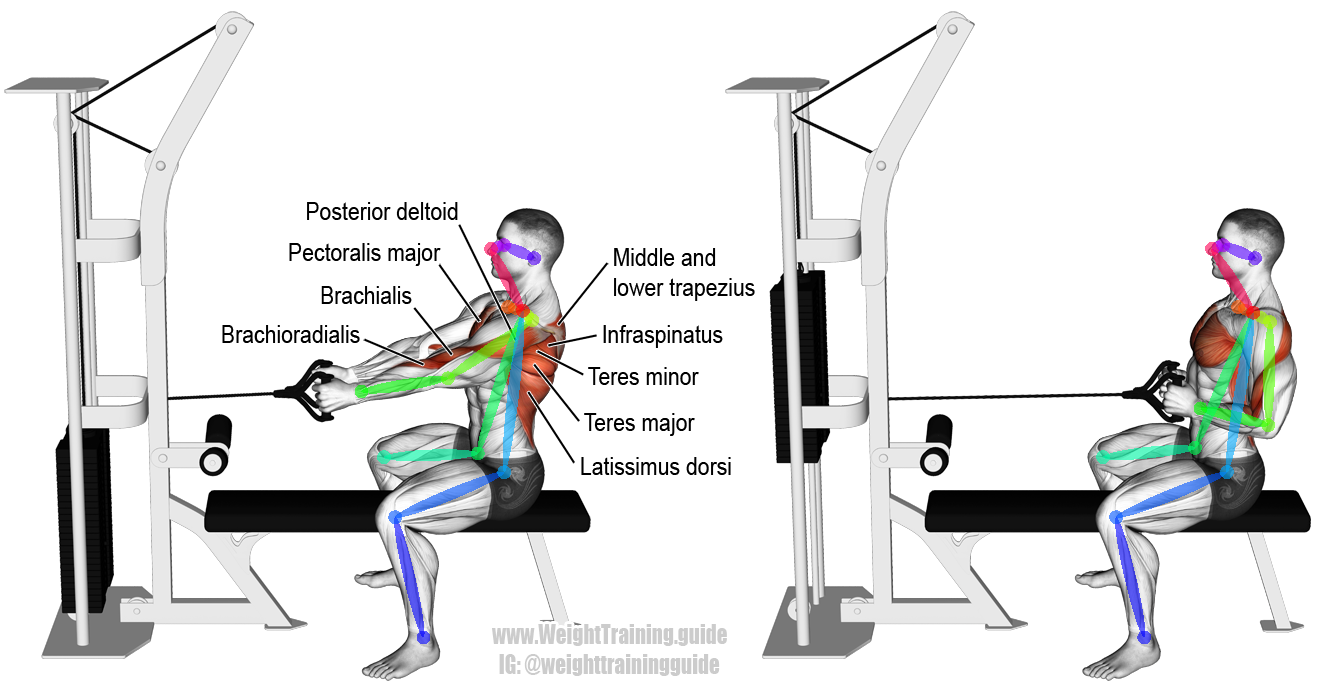 Posterior deltoid
Pectoralis major
Brachialis
Brachioradialis
Middle and
lower trapezius
Infraspinatus
Teres minor
Teres major
Latissimus dorsi
www.WeightTraining.guide
IG: @weighttrainingguide